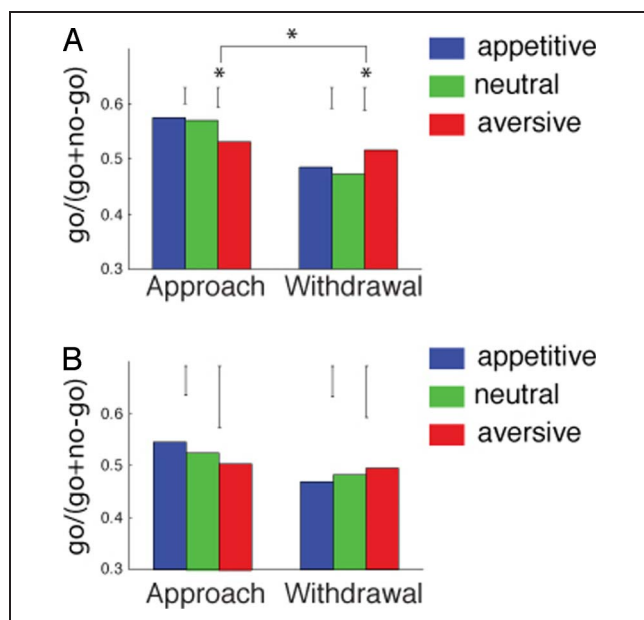 A
*
* *
appetitive
neutral
aversive
go/(go+no-go)
0.6
0.5
0.4
0.3
Approach Withdrawal
B
appetitive
neutral
aversive
go/(go+no-go)
0.6
0.5
0.4
0.3
Approach Withdrawal